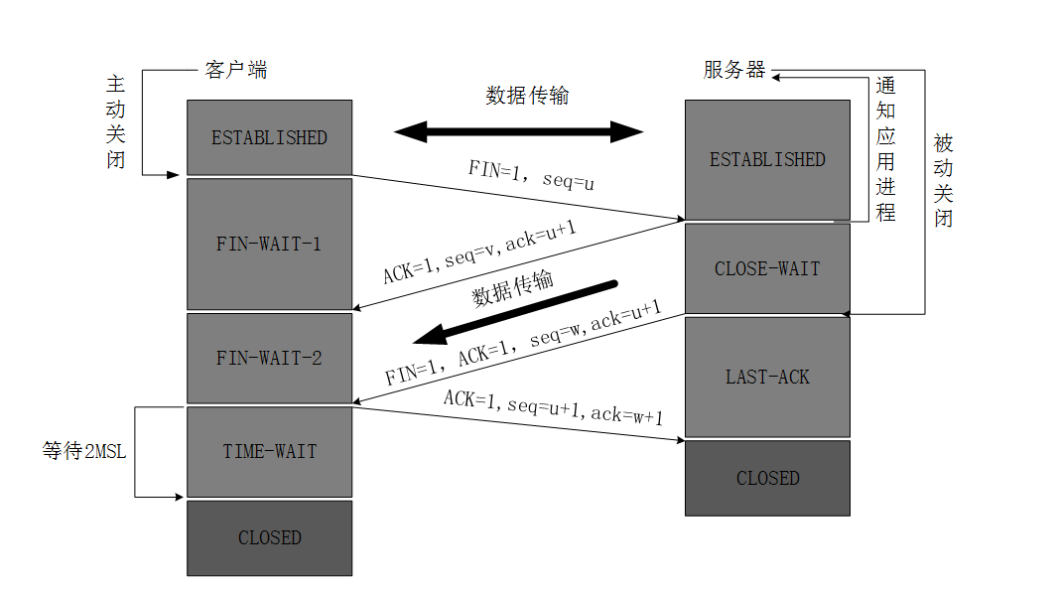 客户端
服务器
主动关闭
数据传输
通知应用进程
被动关闭
ESTABLISHED
ESTABLISHED
FIN=1, seq=u
FIN-WAIT-1
ACK=1,seq=v,ack=u+1
CLOSE-WAIT
数据传输
FIN-WAIT-2
FIN=1, ACK=1, seq=w,ack=u+1
LAST-ACK
ACK=1,seq=u+1,ack=w+1
等待2MSL
TIME-WAIT
CLOSED
CLOSED